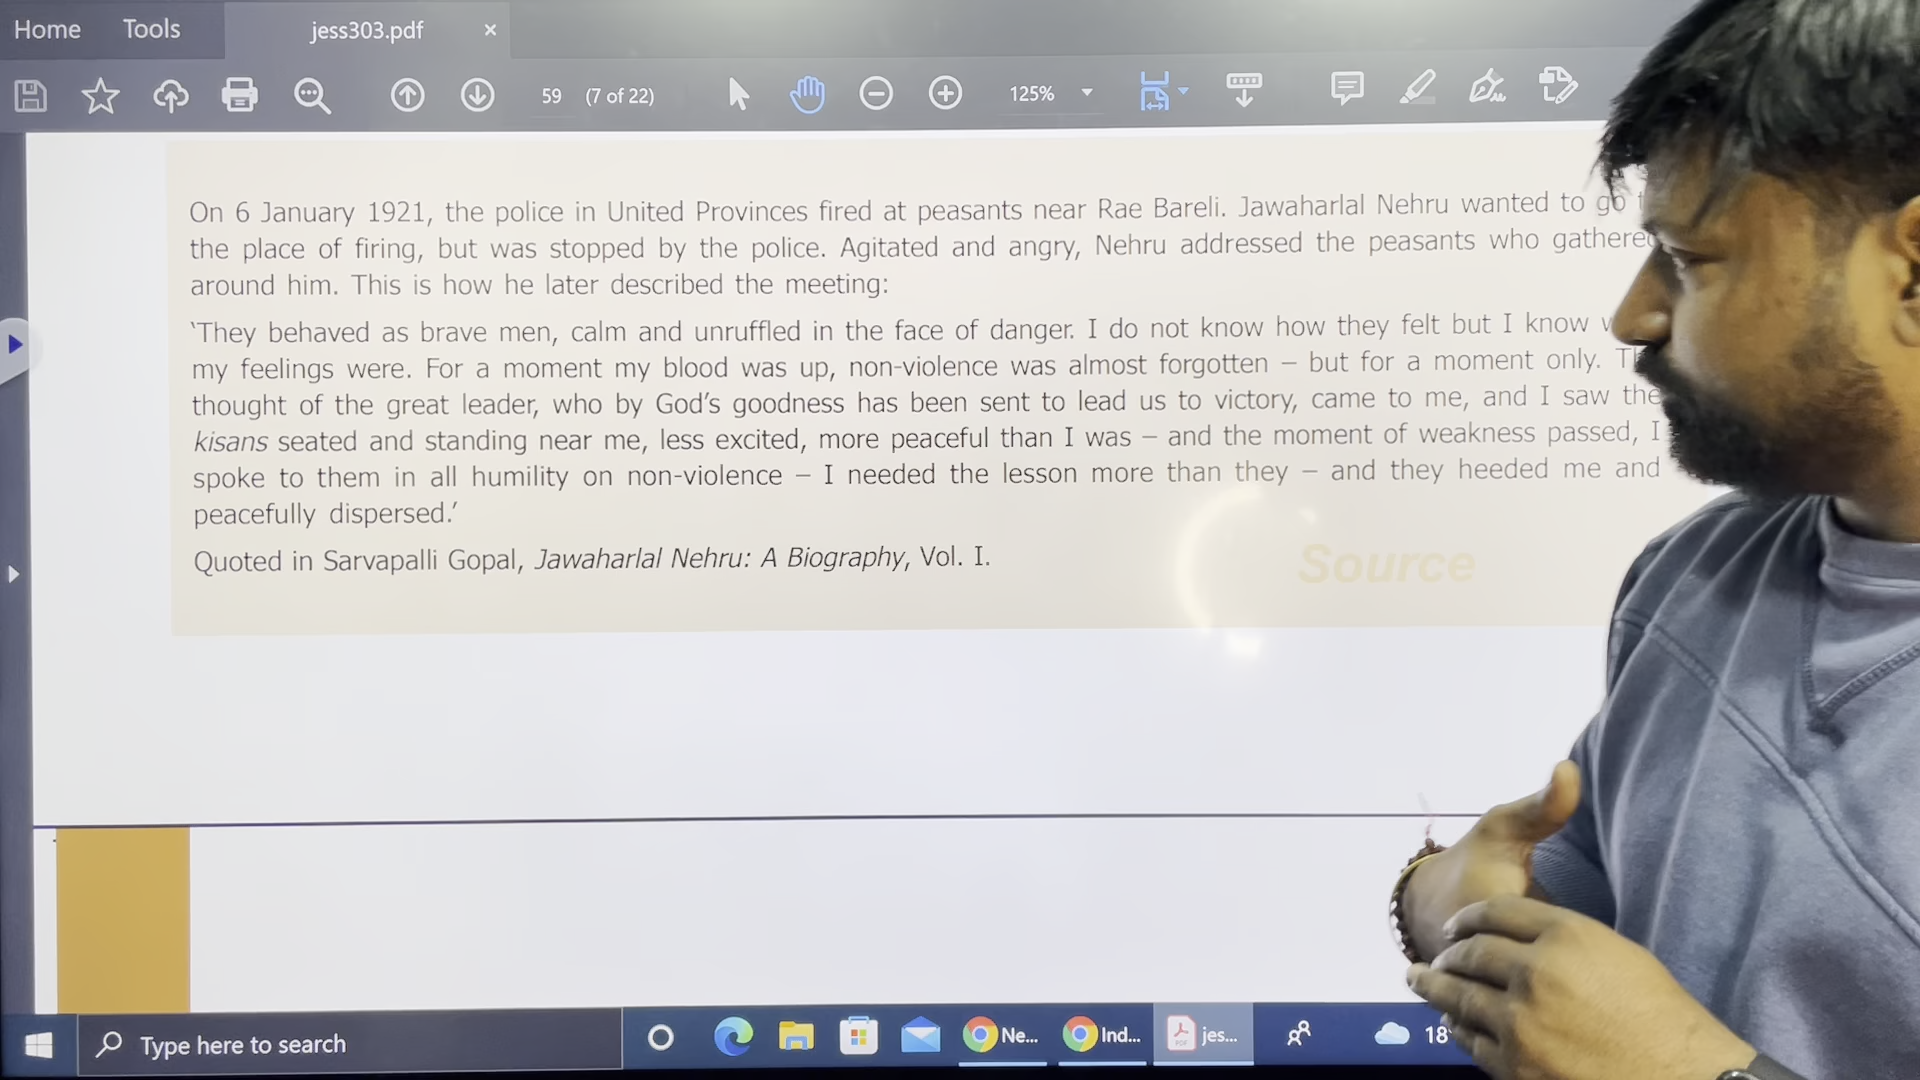 Home Tools jess303.pdf ×
59 (7 of 22) 125%
On 6 January 1921, the police in United Provinces fired at peasants near Rae Bareli. Jawaharlal Nehru wanted to go
the place of firing, but was stopped by the police. Agitated and angry, Nehru addressed the peasants who gathered
around him. This is how he later described the meeting:
‘They behaved as brave men, calm and unruffled in the face of danger. I do not know how they felt but I know
my feelings were. For a moment my blood was up, non-violence was almost forgotten – but for a moment only.
thought of the great leader, who by God’s goodness has been sent to lead us to victory, came to me, and I saw the
kisans seated and standing near me, less excited, more peaceful than I was – and the moment of weakness passed, I
spoke to them in all humility on non-violence – I needed the lesson more than they – and they heeded me and
peacefully dispersed.’
Quoted in Sarvapalli Gopal, Jawaharlal Nehru: A Biography, Vol. I.
Source
Type here to search Ne... Ind... jes... 18°